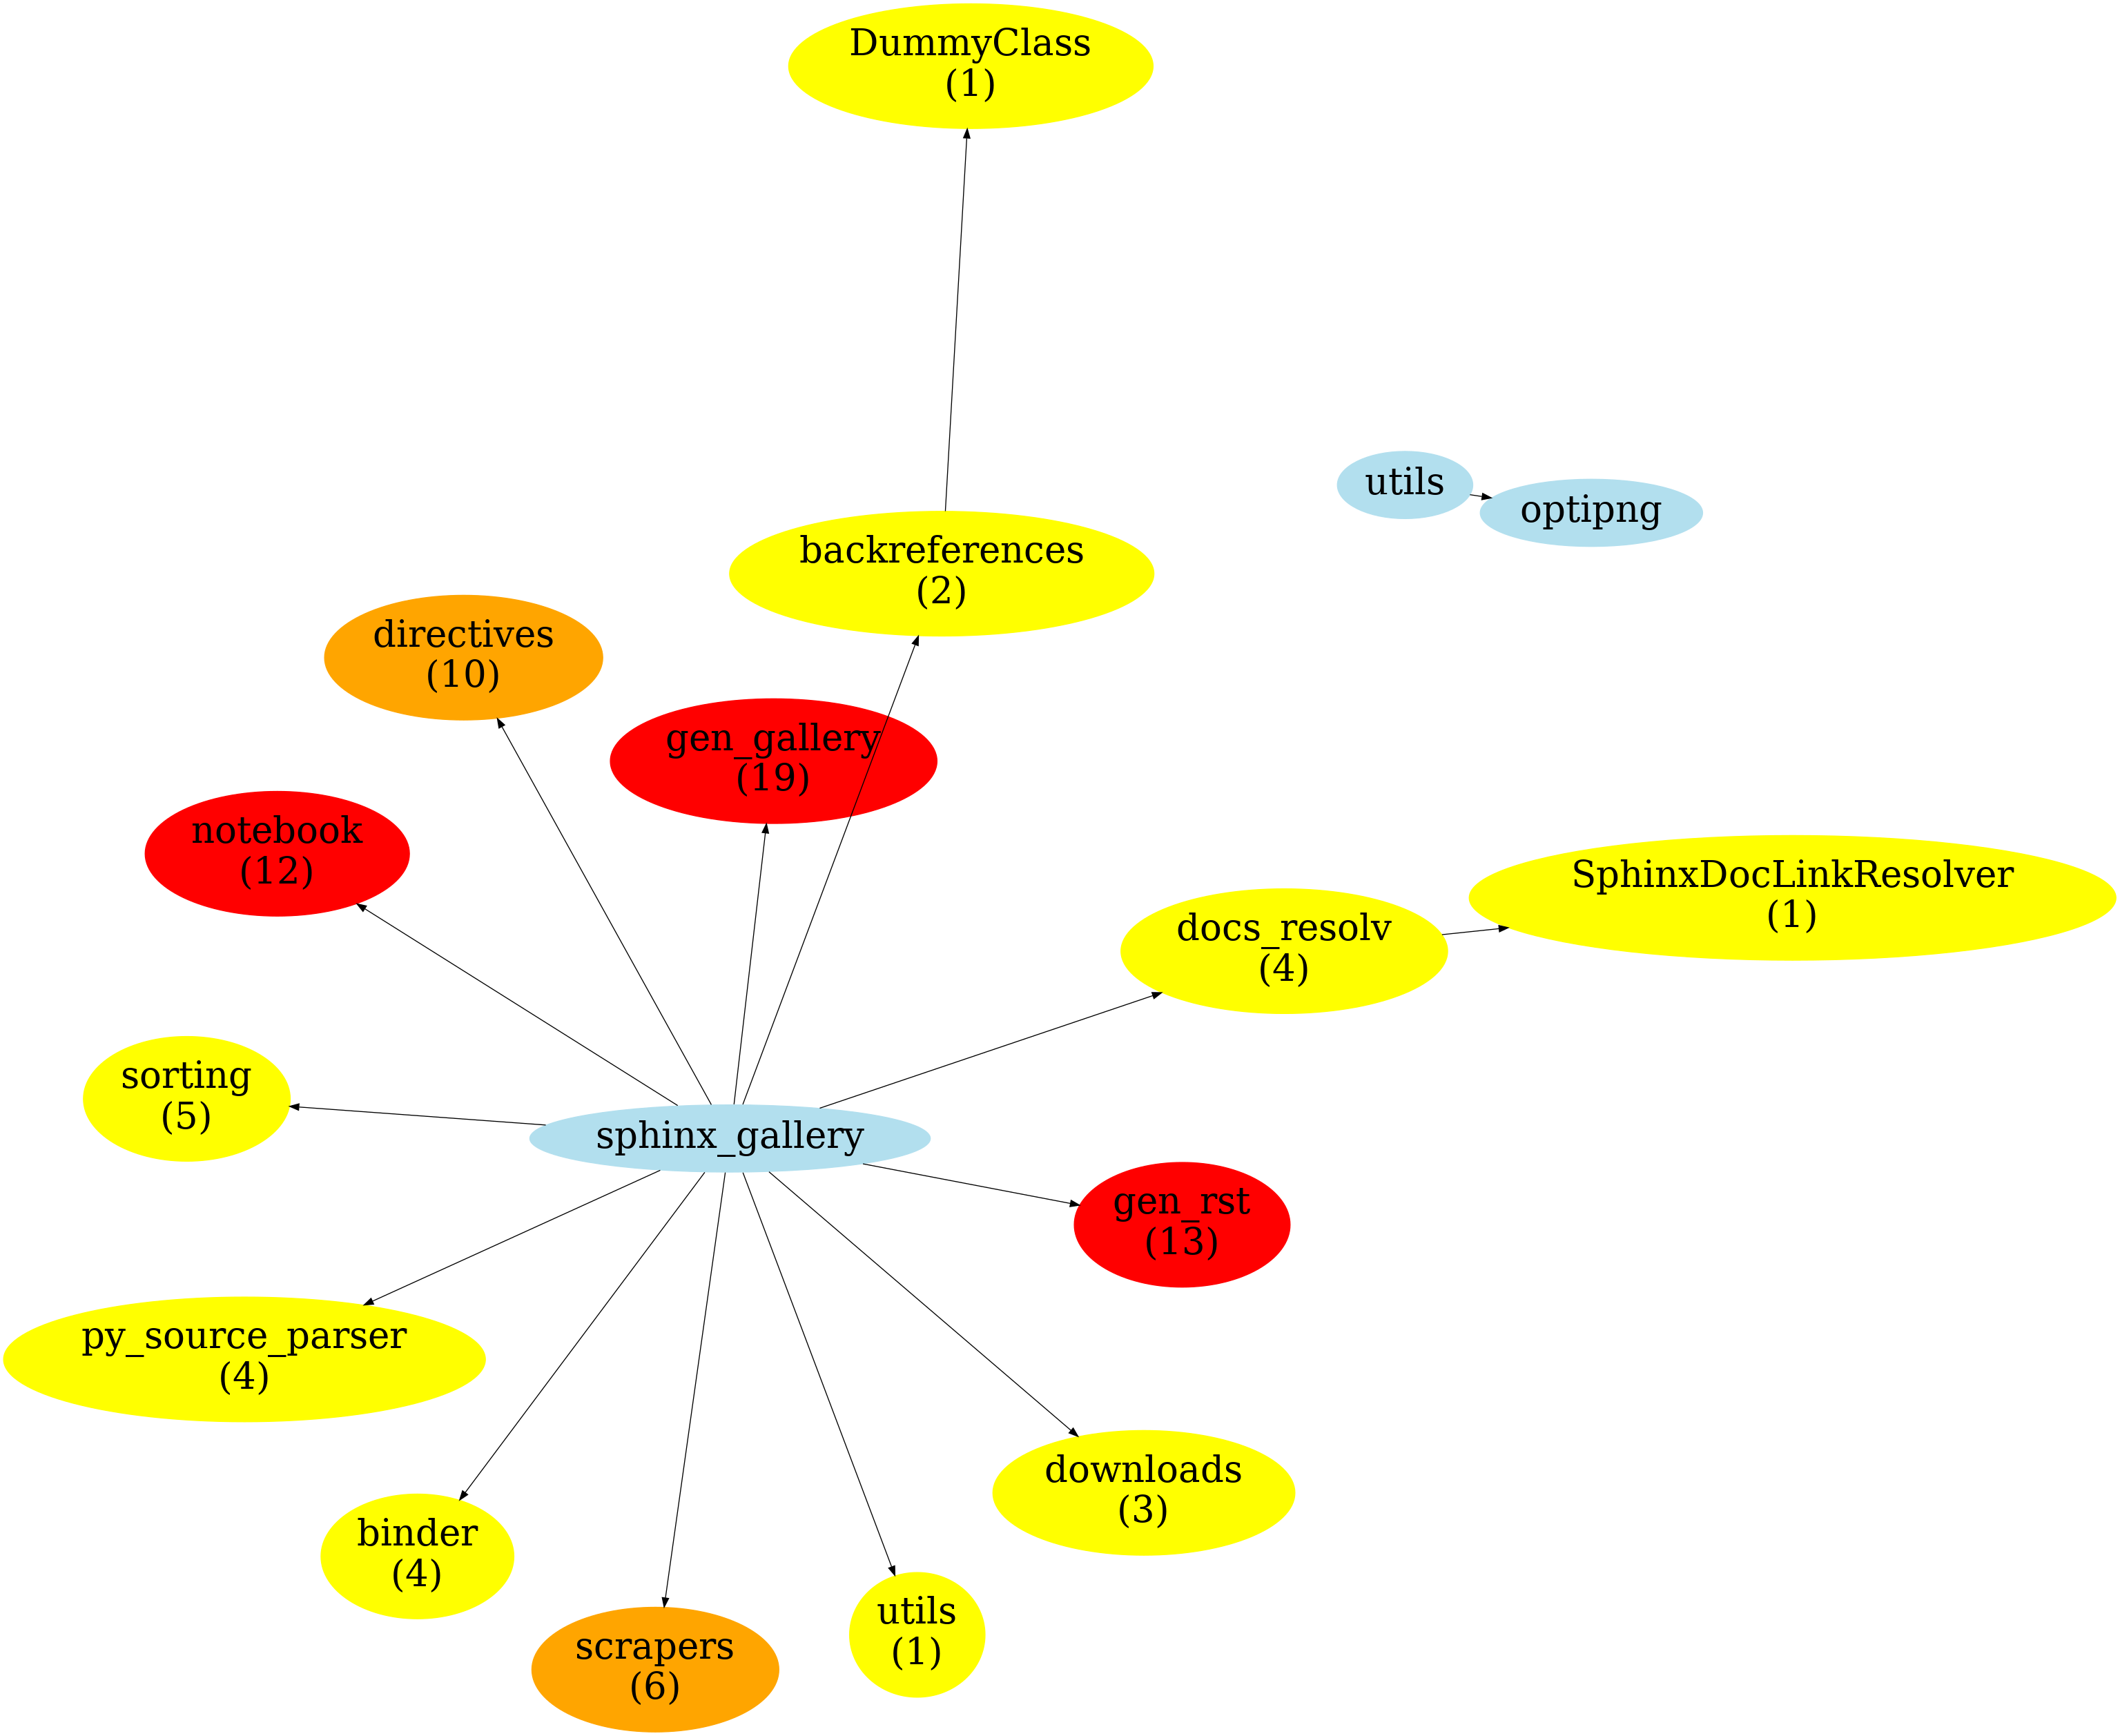 DummyClass
(1)
utils
optipng
backreferences
(2)
directives
(10)
gen_gallery
(19)
notebook
(12)
SphinxDocLinkResolver
(1)
docs_resolv
(4)
sorting
(5)
sphinx_gallery
gen_rst
(13)
py_source_parser
(4)
downloads
(3)
binder
(4)
utils
(1)
scrapers
(6)